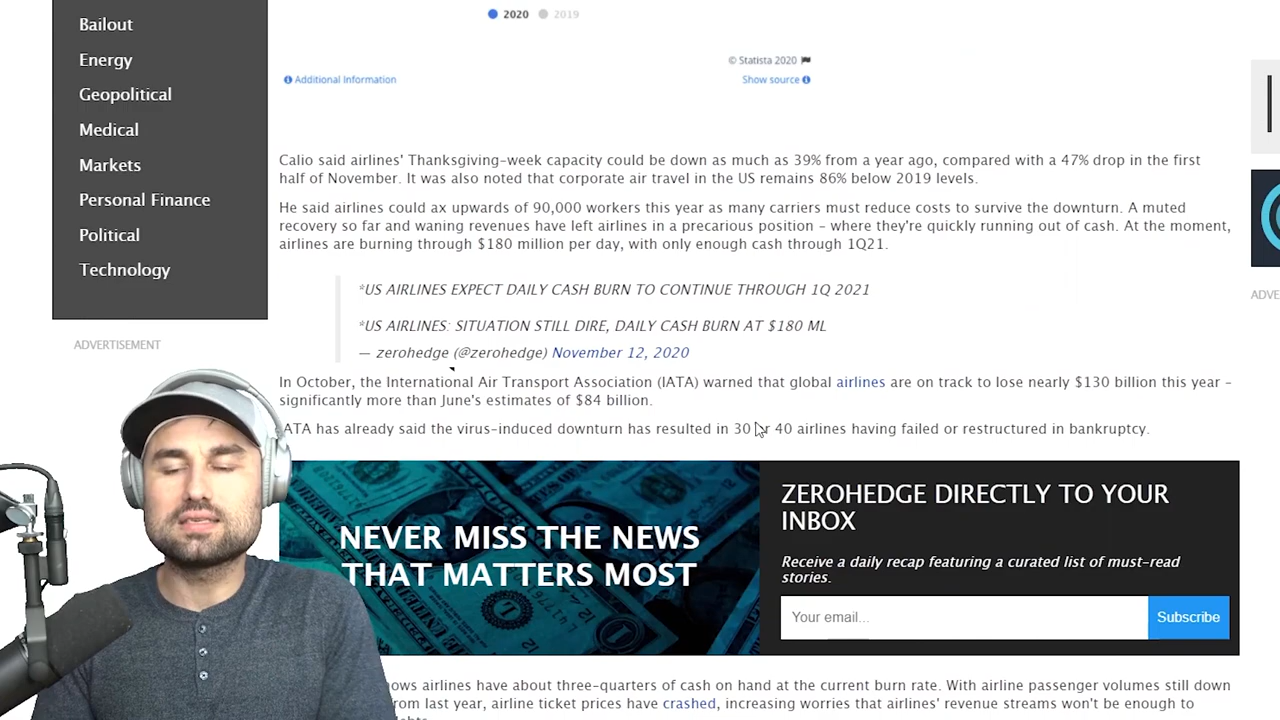 Bailout
Energy
Geopolitical
Medical
Markets
Personal Finance
Political
Technology
ADVERTISEMENT
2020 2019
© Statista 2020
Additional Information
Show source
Calio said airlines' Thanksgiving-week capacity could be down as much as 39% from a year ago, compared with a 47% drop in the first
half of November. It was also noted that corporate air travel in the US remains 86% below 2019 levels.
He said airlines could ax upwards of 90,000 workers this year as many carriers must reduce costs to survive the downturn. A muted
recovery so far and waning revenues have left airlines in a precarious position – where they're quickly running out of cash. At the moment,
airlines are burning through $180 million per day, with only enough cash through 1Q21.
*US AIRLINES EXPECT DAILY CASH BURN TO CONTINUE THROUGH 1Q 2021
*US AIRLINES: SITUATION STILL DIRE, DAILY CASH BURN AT $180 ML
— zerohedge (@zerohedge) November 12, 2020
In October, the International Air Transport Association (IATA) warned that global airlines are on track to lose nearly $130 billion this year –
significantly more than June's estimates of $84 billion.
ATA has already said the virus-induced downturn has resulted in 30 or 40 airlines having failed or restructured in bankruptcy.
NEVER MISS THE NEWS
THAT MATTERS MOST
ZEROHEDGE DIRECTLY TO YOUR
INBOX
Receive a daily recap featuring a curated list of must-read
stories.
Your email...
Subscribe
ows airlines have about three-quarters of cash on hand at the current burn rate. With airline passenger volumes still down
rom last year, airline ticket prices have crashed, increasing worries that airlines' revenue streams won't be enough to
ADVE